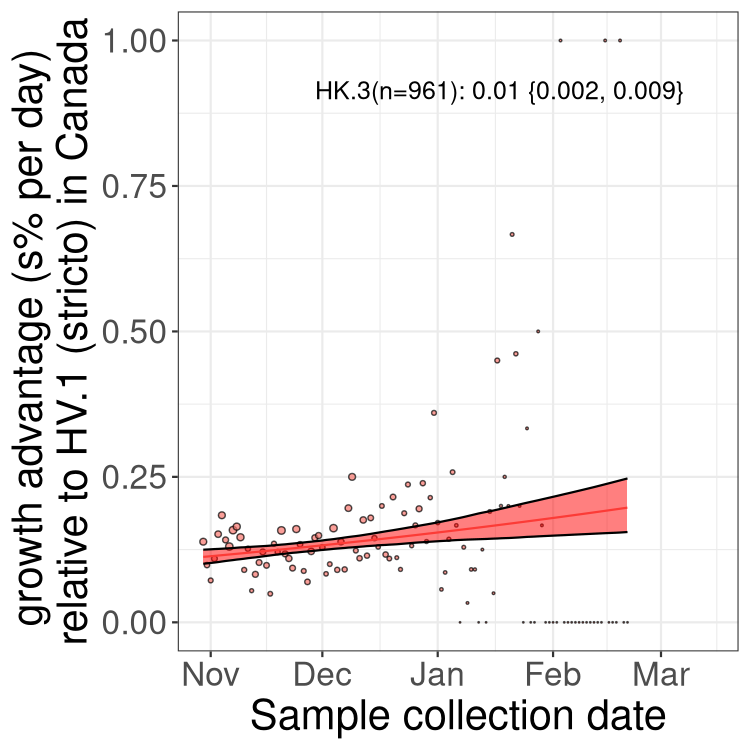 growth advantage (s% per day)
relative to HV.1 (stricto) in Canada
1.00
0.75
0.50
0.25
0.00
HK.3(n=961): 0.01 {0.002, 0.009}
Nov Dec Jan Feb Mar
Sample collection date